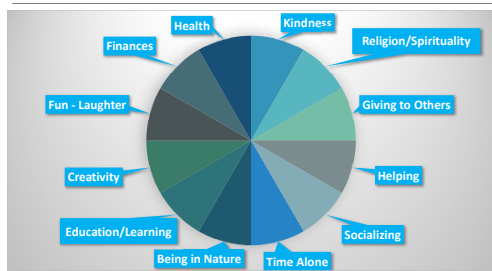 Health
Kindness
Finances
Religion/Spirituality
Fun - Laughter
Giving to Others
Creativity
Helping
Education/Learning
Socializing
Being in Nature
Time Alone